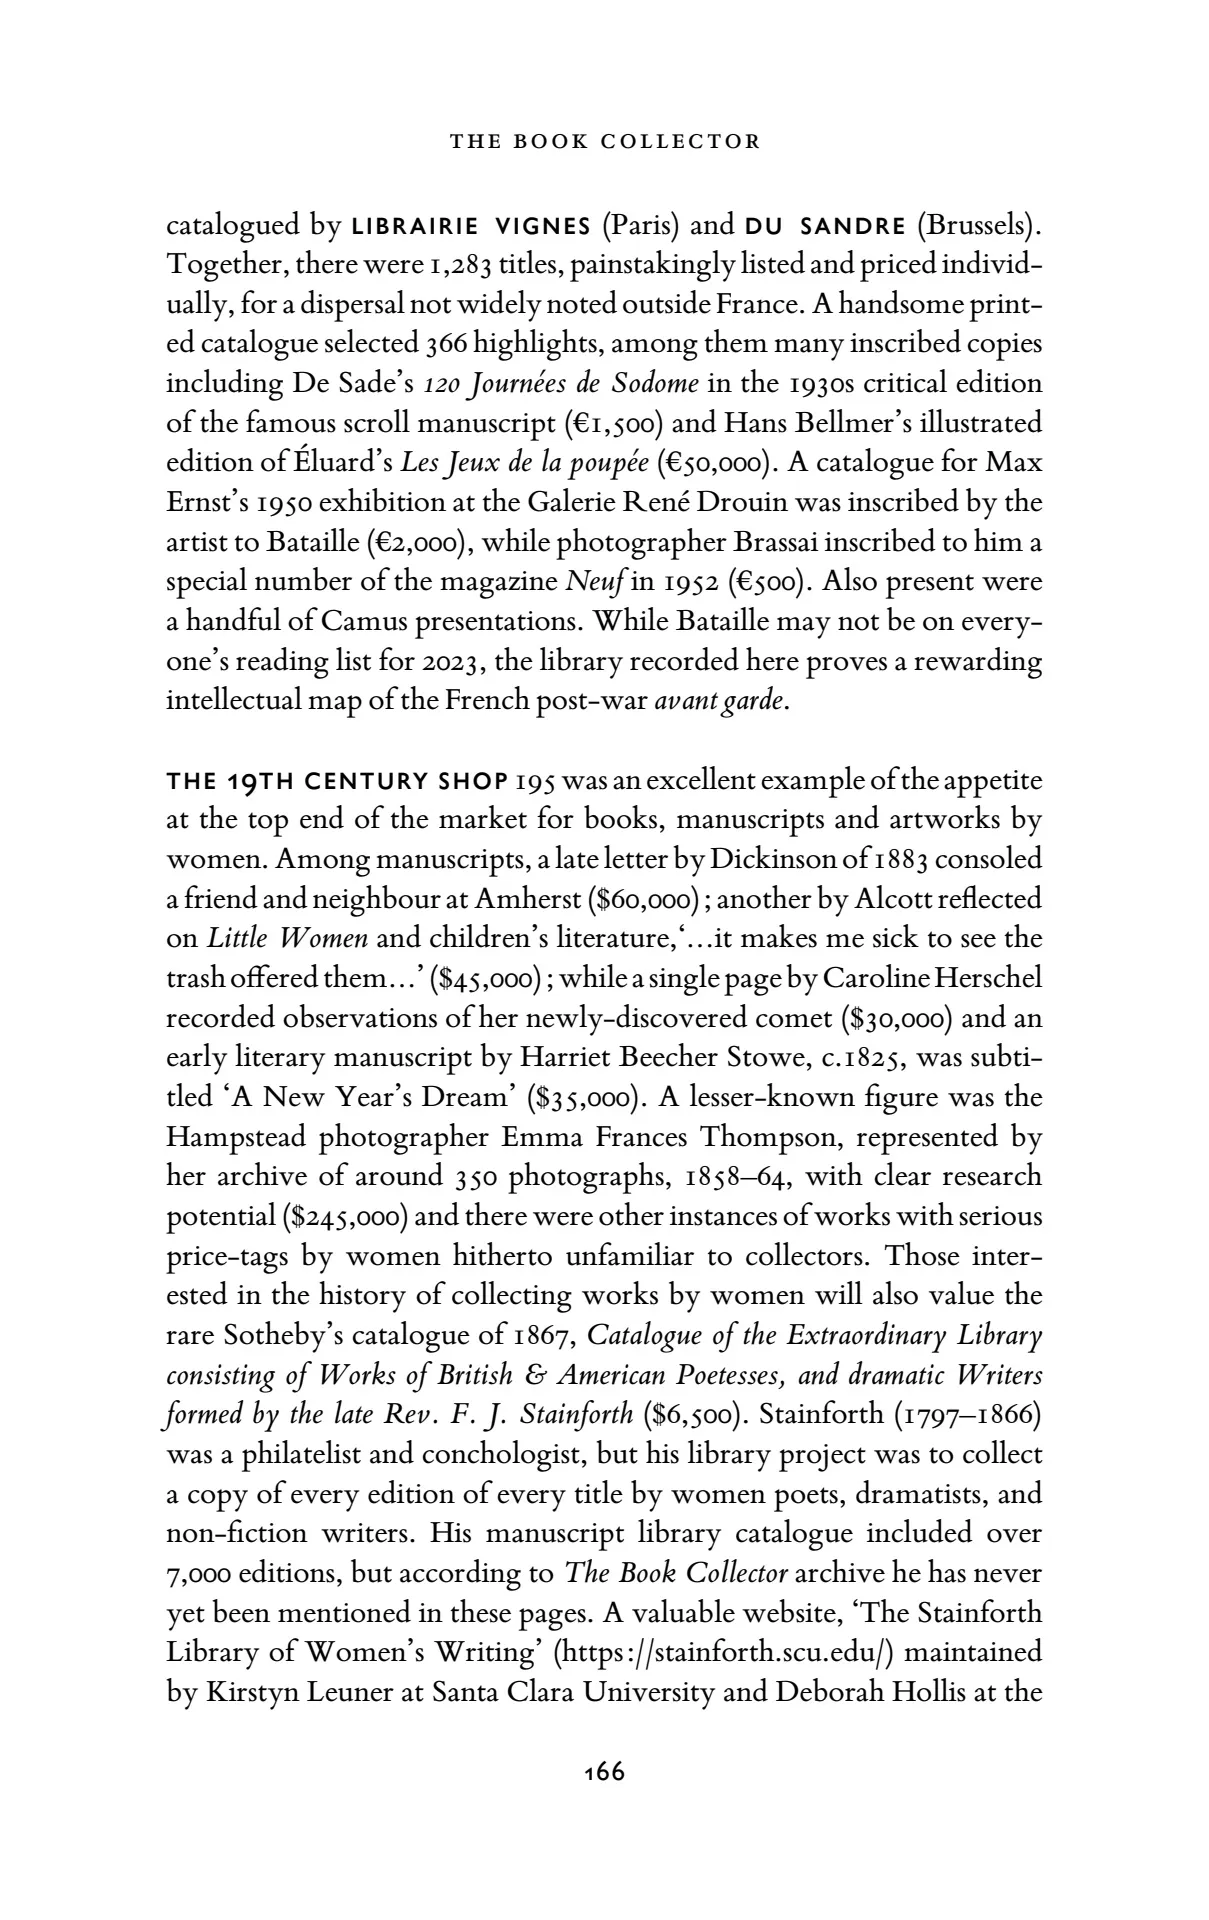 THE BOOK COLLECTOR
catalogued by LIBRAIRIE VIGNES (Paris) and DU SANDRE (Brussels).
Together, there were 1,283 titles, painstakingly listed and priced individ-
ually, for a dispersal not widely noted outside France. A handsome print-
ed catalogue selected 366 highlights, among them many inscribed copies
including De Sade’s 120 Journées de Sodome in the 1930s critical edition
of the famous scroll manuscript (€1,500) and Hans Bellmer’s illustrated
edition of Éluard’s Les Jeux de la poupée (€50,000). A catalogue for Max
Ernst’s 1950 exhibition at the Galerie René Drouin was inscribed by the
artist to Bataille (€2,000), while photographer Brassai inscribed to him a
special number of the magazine Neuf in 1952 (€500). Also present were
a handful of Camus presentations. While Bataille may not be on every-
one’s reading list for 2023, the library recorded here proves a rewarding
intellectual map of the French post-war avant garde.
THE 19TH CENTURY SHOP 195 was an excellent example of the appetite
at the top end of the market for books, manuscripts and artworks by
women. Among manuscripts, a late letter by Dickinson of 1883 consoled
a friend and neighbour at Amherst ($60,000) ; another by Alcott reflected
on Little Women and children’s literature,‘…it makes me sick to see the
trash offered them…’ ($45,000) ; while a single page by Caroline Herschel
recorded observations of her newly-discovered comet ($30,000) and an
early literary manuscript by Harriet Beecher Stowe, c.1825, was subti-
tled ‘A New Year’s Dream’ ($35,000). A lesser-known figure was the
Hampstead photographer Emma Frances Thompson, represented by
her archive of around 350 photographs, 1858–64, with clear research
potential ($245,000) and there were other instances of works with serious
price-tags by women hitherto unfamiliar to collectors. Those inter-
ested in the history of collecting works by women will also value the
rare Sotheby’s catalogue of 1867, Catalogue of the Extraordinary Library
consisting of Works of British & American Poetesses, and dramatic Writers
formed by the late Rev. F. J. Stainforth ($6,500). Stainforth (1797–1866)
was a philatelist and conchologist, but his library project was to collect
a copy of every edition of every title by women poets, dramatists, and
non-fiction writers. His manuscript library catalogue included over
7,000 editions, but according to The Book Collector archive he has never
yet been mentioned in these pages. A valuable website, ‘The Stainforth
Library of Women’s Writing’ (https://stainforth.scu.edu/) maintained
by Kirstyn Leuner at Santa Clara University and Deborah Hollis at the
166